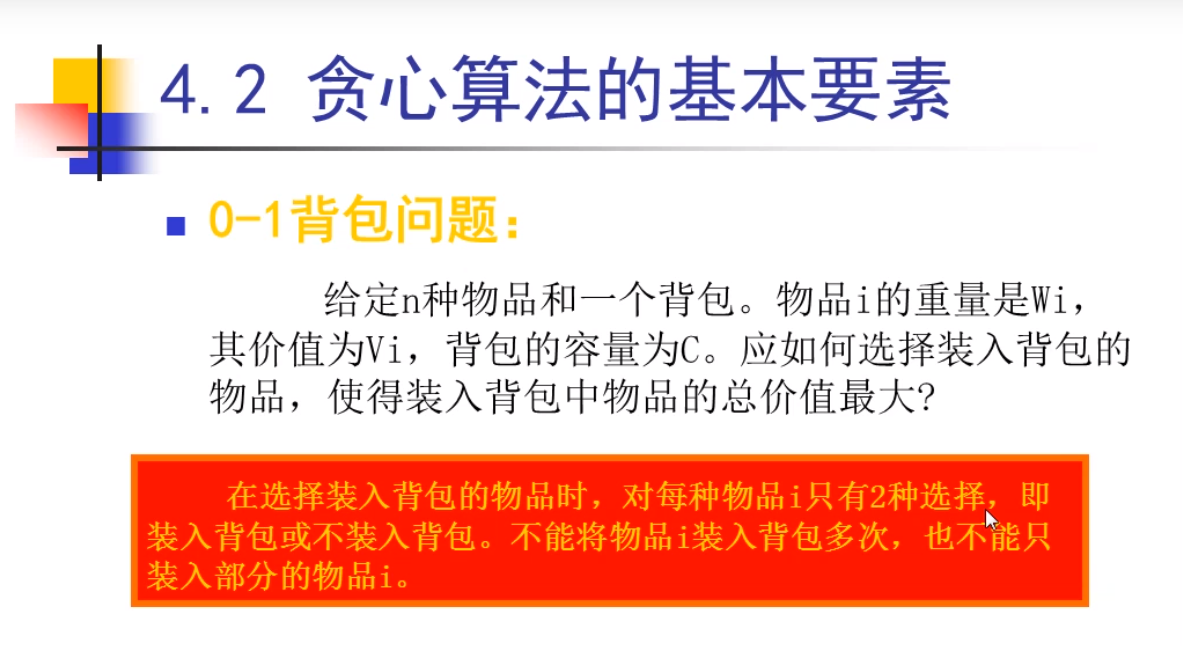 4.2 贪心算法的基本要素
0-1背包问题：
给定n种物品和一个背包。物品i的重量是Wi，
其价值为Vi，背包的容量为C。应如何选择装入背包的
物品，使得装入背包中物品的总价值最大?
在选择装入背包的物品时，对每种物品i只有2种选择，即
装入背包或不装入背包。不能将物品i装入背包多次，也不能只
装入部分的物品i。